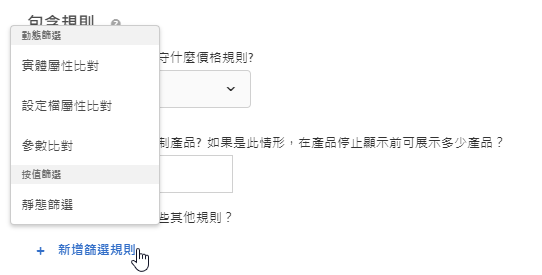 包含規則
動態篩選
守什麼價格規則?
實體屬性比對
設定檔屬性比對
參數比對
制產品? 如果是此情形，在產品停止顯示前可展示多少產品？
按值篩選
靜態篩選
些其他規則？
+ 新增篩選規則